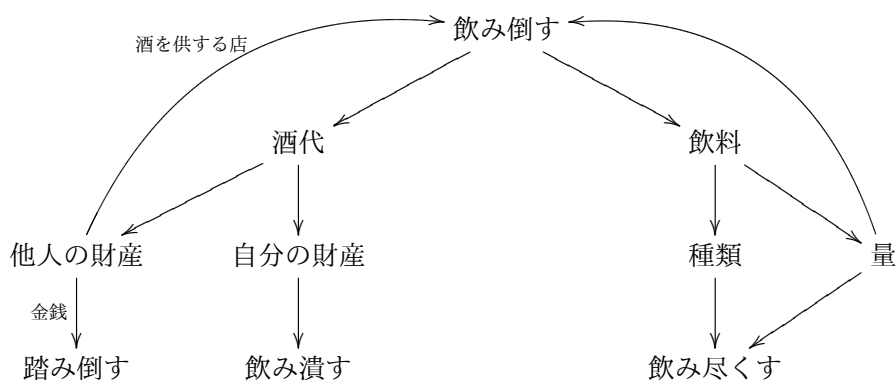 飲み倒す
酒を供する店
酒代
飲料
他人の財産
自分の財産
種類
量
金銭
踏み倒す
飲み潰す
飲み尽くす